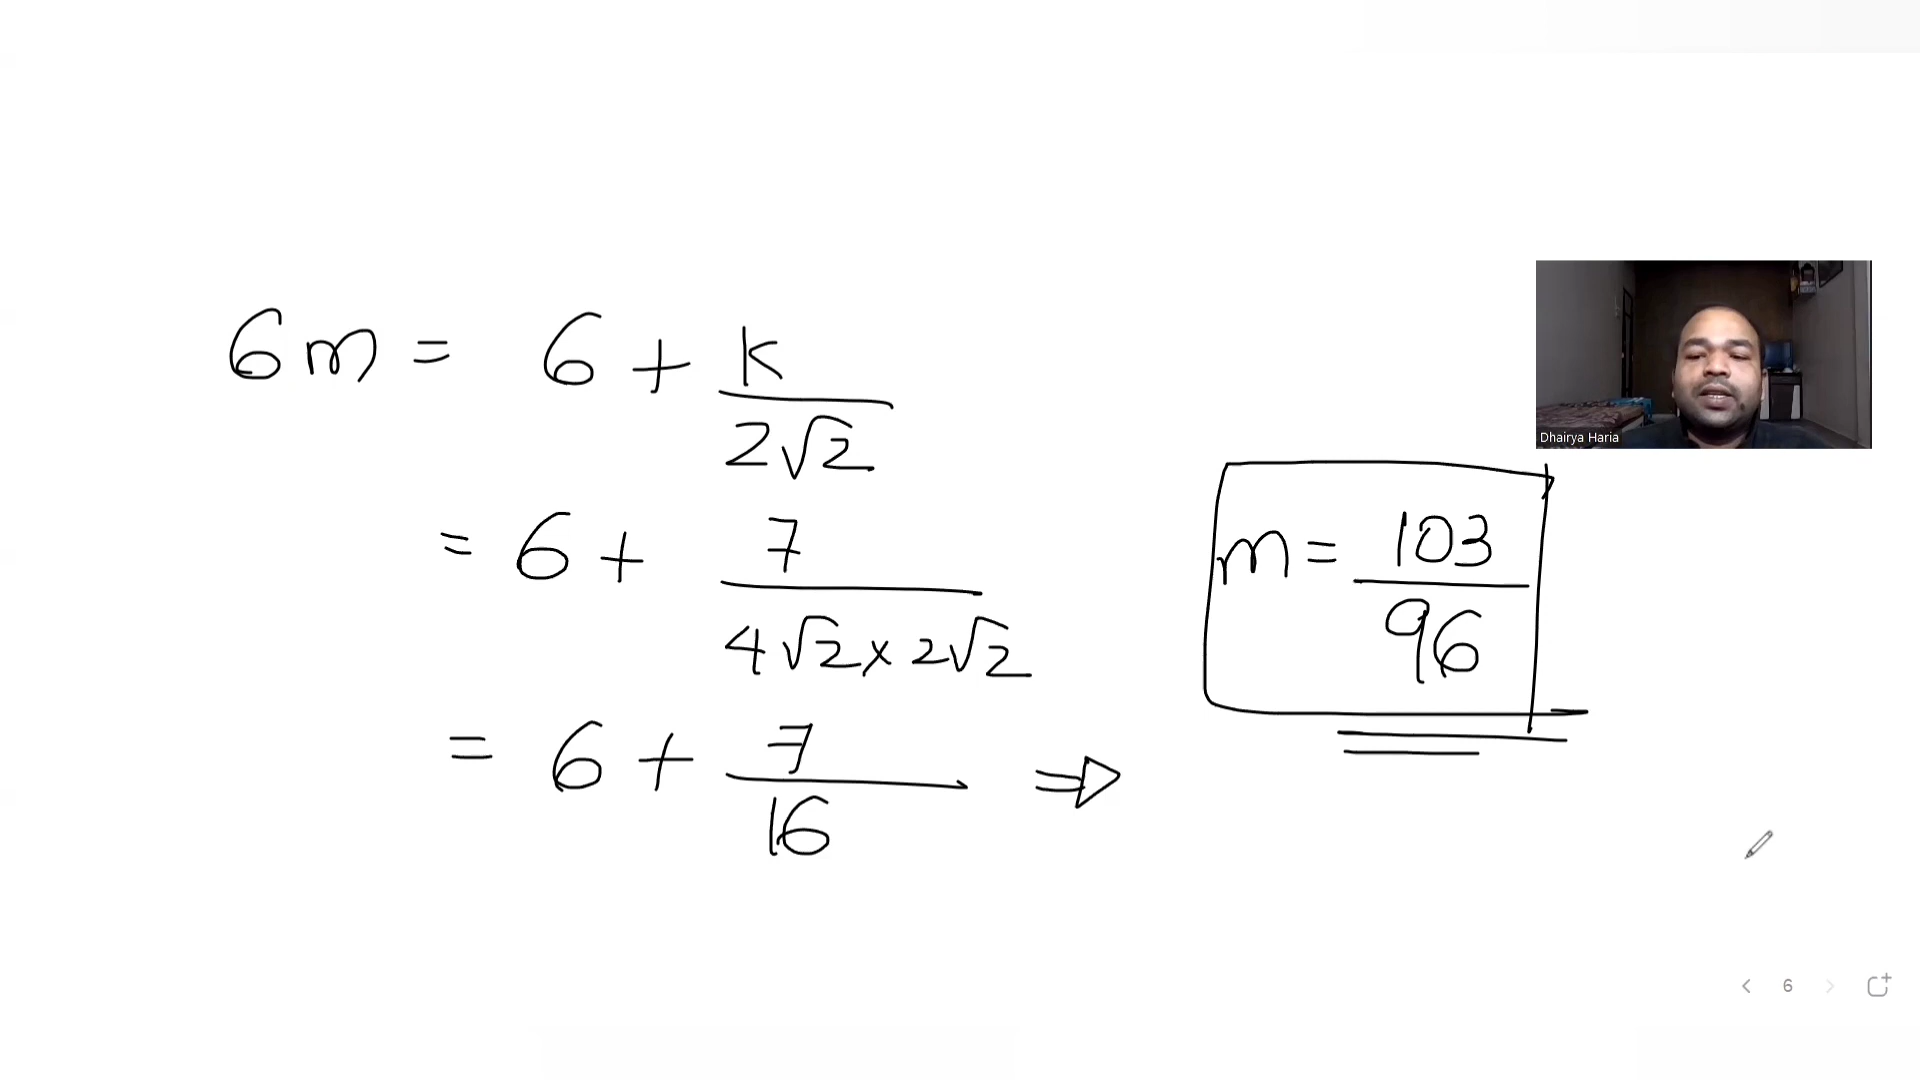 6m = 6 + k
2√2
= 6 + 7
4√2 x 2√2
= 6 + 7
16
⇒
m = 103
96
Dhairya Haria
6